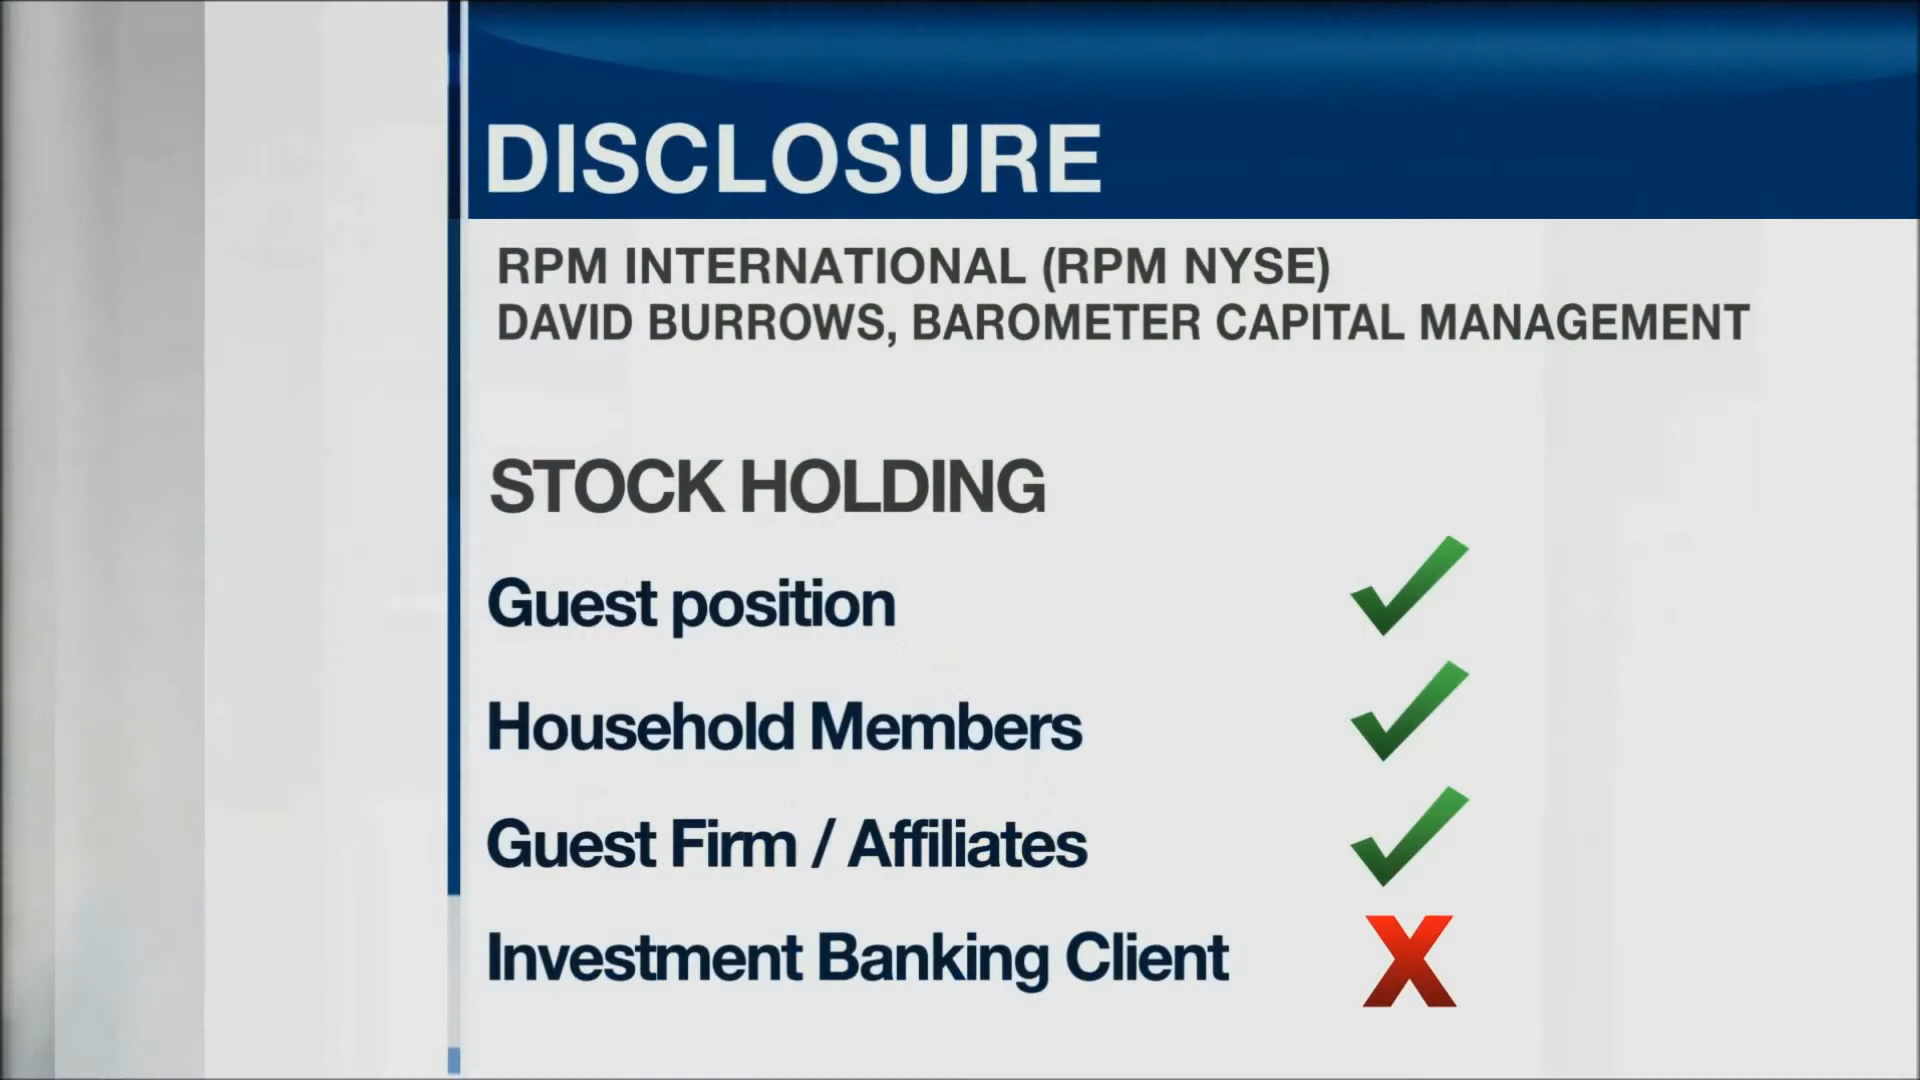 DISCLOSURE
RPM INTERNATIONAL (RPM NYSE)
DAVID BURROWS, BAROMETER CAPITAL MANAGEMENT
STOCK HOLDING
Guest position
Household Members
Guest Firm / Affiliates
Investment Banking Client